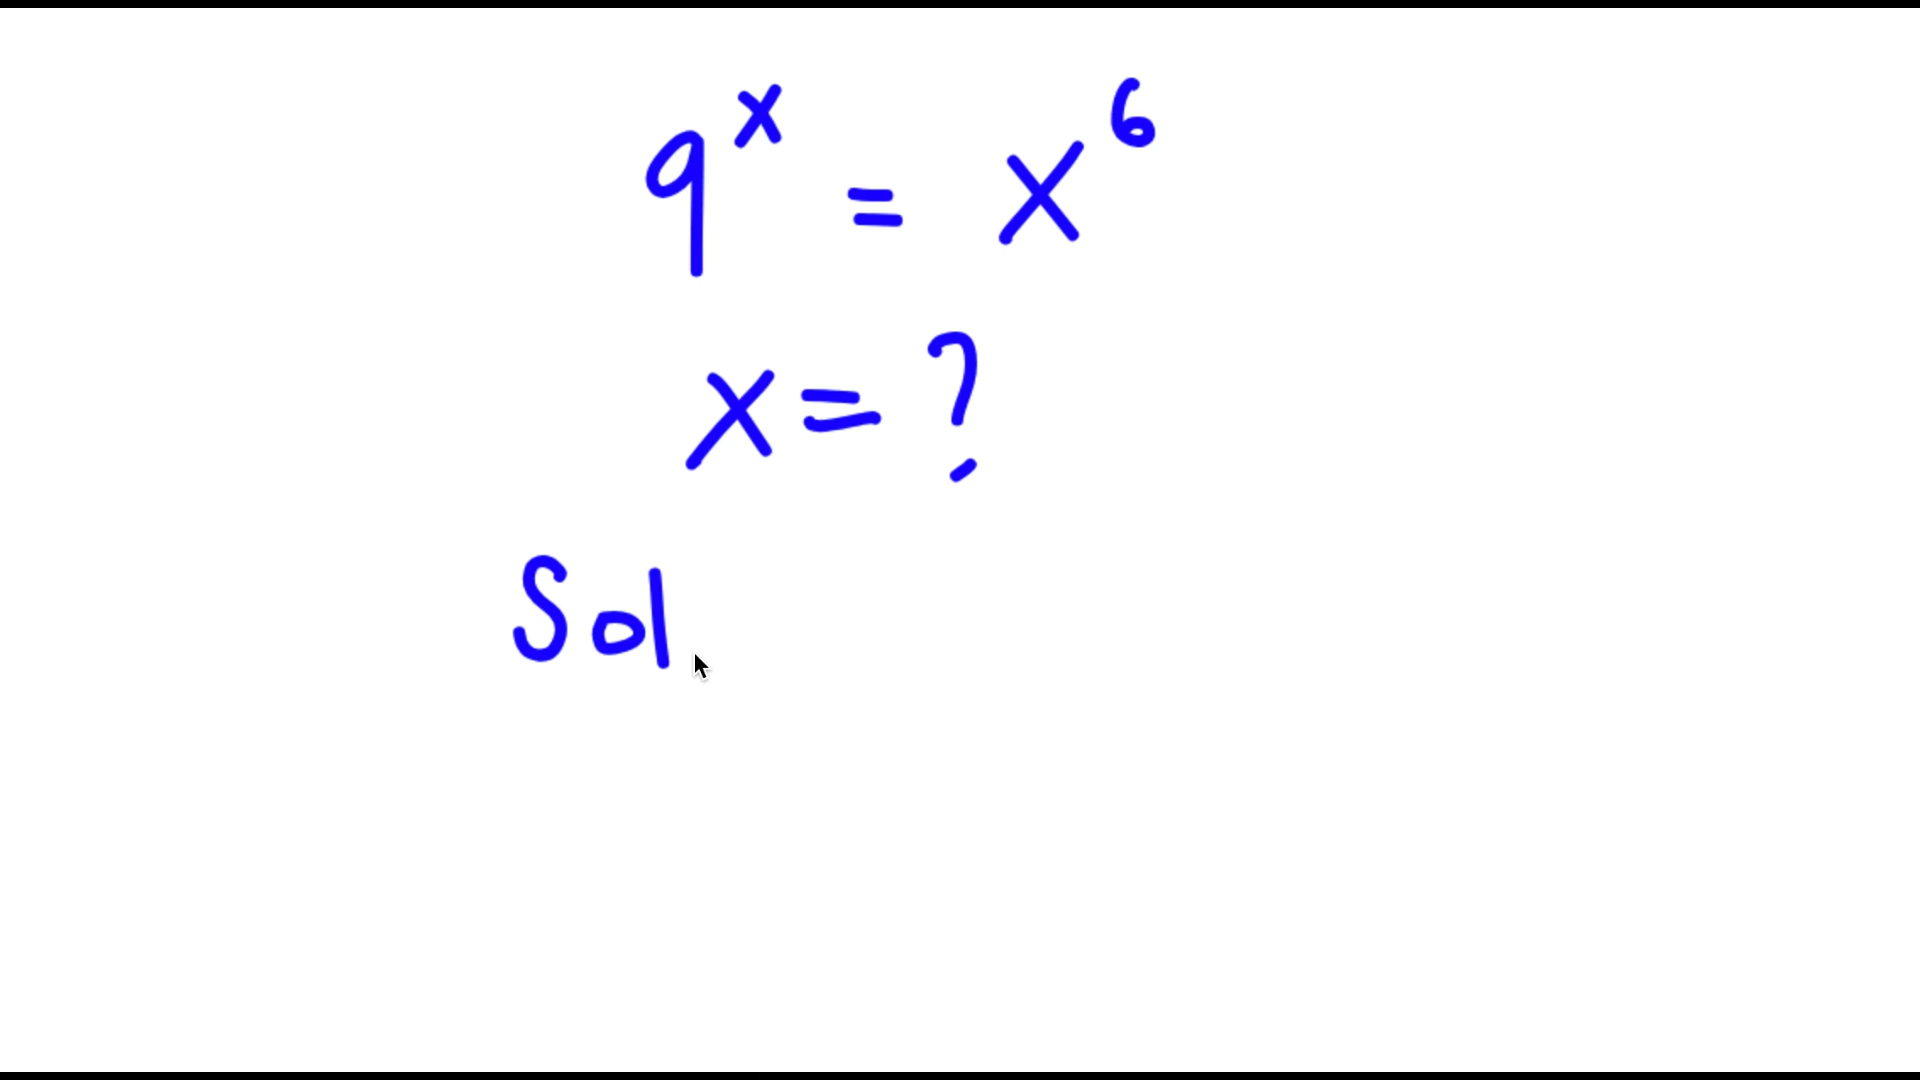 9^x = x^6
x = ?
Sol